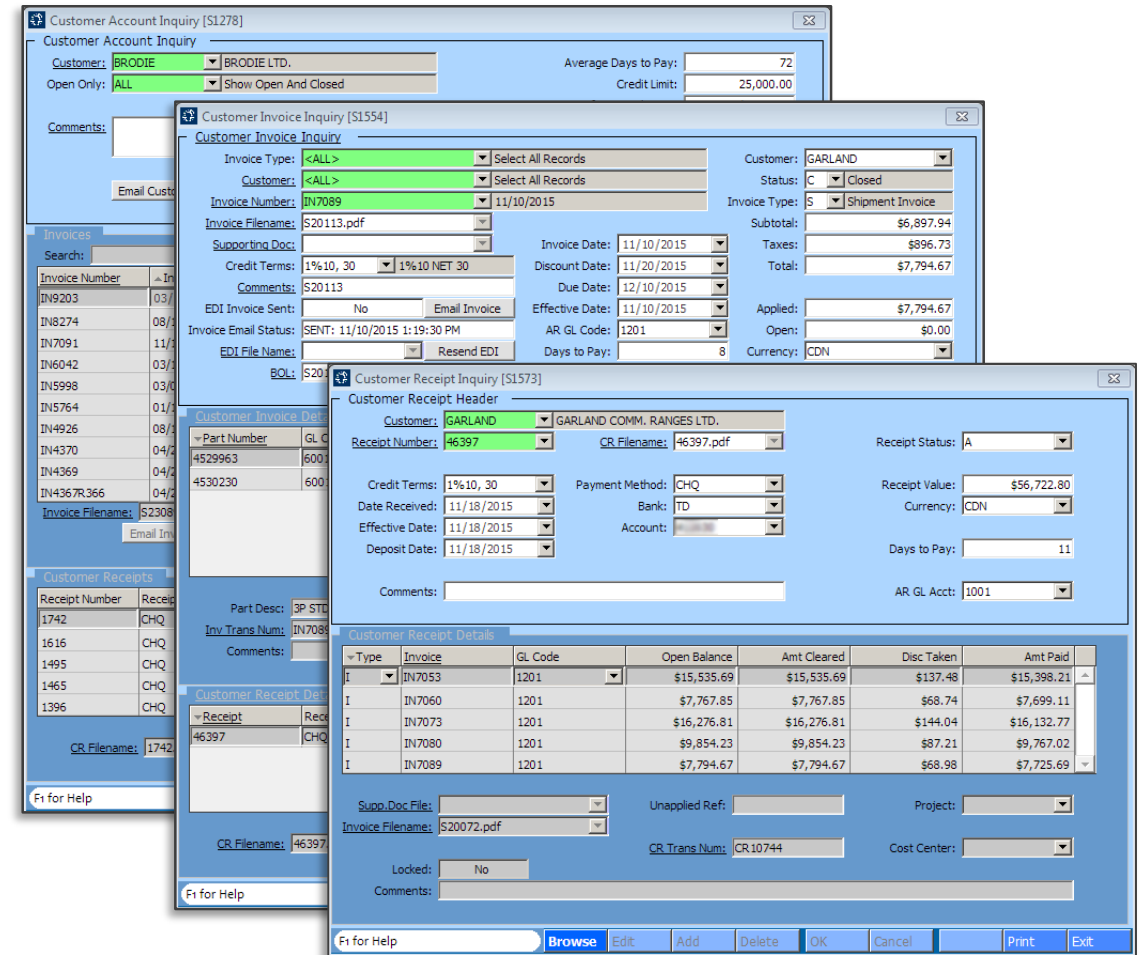 Customer Account Inquiry [S1278]
Customer Account Inquiry
Customer: BRODIE BRODIE LTD. Average Days to Pay: 72
Open Only: ALL Show Open And Closed Credit Limit: 25,000.00
Comments:
Email Custo
Invoices
Search:
Invoice Number In
IN9203 03/
IN8274 08/1
IN7091 11/1
IN6042 03/1
IN5998 03/0
IN5764 01/1
IN4926 08/1
IN4370 04/2
IN4369 04/2
IN4367R366 04/2
Invoice Filename: S2308
Email Inv
Customer Receipts
Receipt Number Receip
1742 CHQ
1616 CHQ
1495 CHQ
1465 CHQ
1396 CHQ
CR Filename: 1742.
F1 for Help
Customer Invoice Inquiry [S1554]
Customer Invoice Inquiry
Invoice Type: <ALL> Select All Records Customer: GARLAND
Customer: <ALL> Select All Records Status: C Closed
Invoice Number: IN7089 11/10/2015 Invoice Type: S Shipment Invoice
Invoice Filename: S20113.pdf Subtotal: $6,897.94
Supporting Doc: Invoice Date: 11/10/2015 Taxes: $896.73
Credit Terms: 1%10, 30 1%10 NET 30 Discount Date: 11/20/2015 Total: $7,794.67
Comments: S20113 Due Date: 12/10/2015
EDI Invoice Sent: No Email Invoice Effective Date: 11/10/2015 Applied: $7,794.67
Invoice Email Status: SENT: 11/10/2015 1:19:30 PM AR GL Code: 1201 Open: $0.00
EDI File Name: Resend EDI Days to Pay: 8 Currency: CDN
BOL: S201
Customer Invoice Deta
Part Number GL C
4529963 6001
4530230 6001
Part Desc: 3P STD
Inv Trans Num: IN7089
Comments:
Customer Receipt Deta
Receipt Rece
46397 CHQ
CR Filename: 46397.
F1 for Help
Customer Receipt Inquiry [S1573]
Customer Receipt Header
Customer: GARLAND GARLAND COMM. RANGES LTD.
Receipt Number: 46397 CR Filename: 46397.pdf Receipt Status: A
Credit Terms: 1%10, 30 Payment Method: CHQ Receipt Value: $56,722.80
Date Received: 11/18/2015 Bank: TD Currency: CDN
Effective Date: 11/18/2015 Account:
Deposit Date: 11/18/2015 Days to Pay: 11
Comments: AR GL Acct: 1001
Customer Receipt Details
Type Invoice GL Code Open Balance Amt Cleared Disc Taken Amt Paid
I IN7053 1201 $15,535.69 $15,535.69 $137.48 $15,398.21
I IN7060 1201 $7,767.85 $7,767.85 $68.74 $7,699.11
I IN7073 1201 $16,276.81 $16,276.81 $144.04 $16,132.77
I IN7080 1201 $9,854.23 $9,854.23 $87.21 $9,767.02
I IN7089 1201 $7,794.67 $7,794.67 $68.98 $7,725.69
Supp.Doc File: Unapplied Ref: Project:
Invoice Filename: S20072.pdf
CR Trans Num: CR10744 Cost Center:
Locked: No
Comments:
F1 for Help Browse Edit Add Delete OK Cancel Print Exit